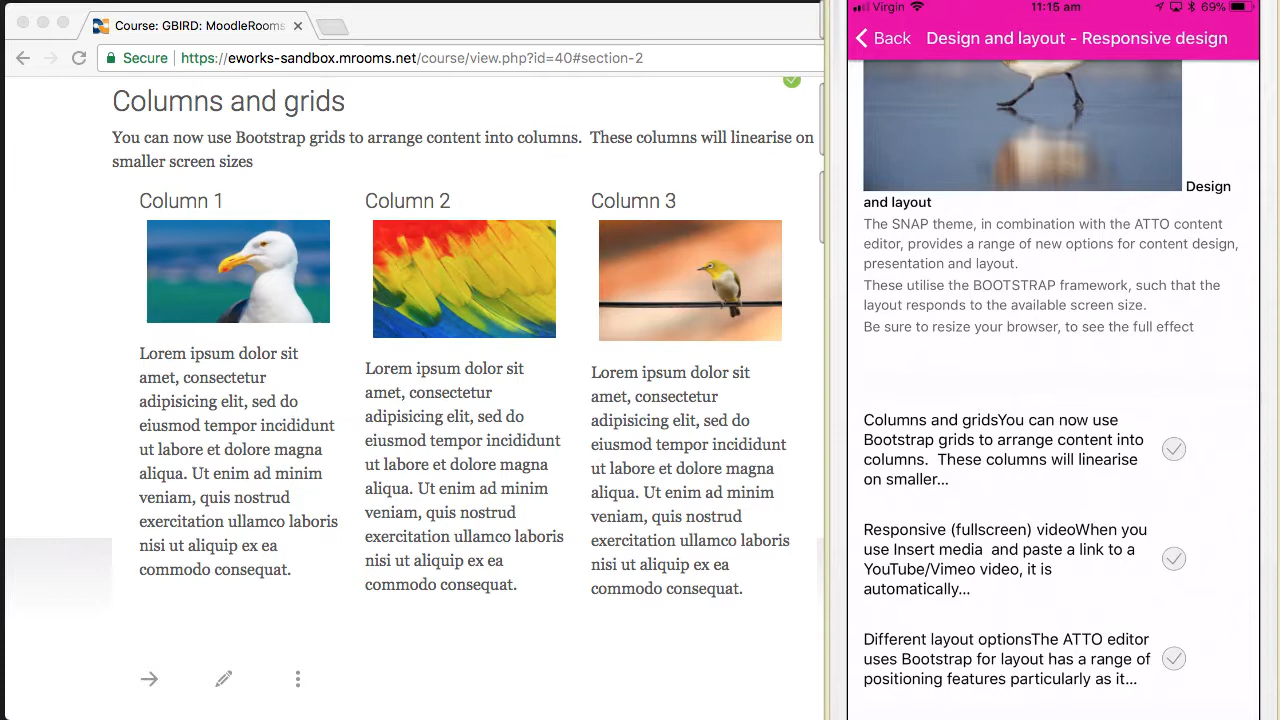 Course: GBIRD: MoodleRooms
Secure
https://eworks-sandbox.mrooms.net/course/view.php?id=40#section-2
Columns and grids
You can now use Bootstrap grids to arrange content into columns.  These columns will linearise on
smaller screen sizes
Column 1
Lorem ipsum dolor sit
amet, consectetur
adipisicing elit, sed do
eiusmod tempor incididunt
ut labore et dolore magna
aliqua. Ut enim ad minim
veniam, quis nostrud
exercitation ullamco laboris
nisi ut aliquip ex ea
commodo consequat.
Column 2
Lorem ipsum dolor sit
amet, consectetur
adipisicing elit, sed do
eiusmod tempor incididunt
ut labore et dolore magna
aliqua. Ut enim ad minim
veniam, quis nostrud
exercitation ullamco laboris
nisi ut aliquip ex ea
commodo consequat.
Column 3
Lorem ipsum dolor sit
amet, consectetur
adipisicing elit, sed do
eiusmod tempor incididunt
ut labore et dolore magna
aliqua. Ut enim ad minim
veniam, quis nostrud
exercitation ullamco laboris
nisi ut aliquip ex ea
commodo consequat.
Virgin
11:15 am
69%
Back
Design and layout - Responsive design
Design
and layout
The SNAP theme, in combination with the ATTO content
editor, provides a range of new options for content design,
presentation and layout.
These utilise the BOOTSTRAP framework, such that the
layout responds to the available screen size.
Be sure to resize your browser, to see the full effect
Columns and gridsYou can now use
Bootstrap grids to arrange content into
columns.  These columns will linearise
on smaller...
Responsive (fullscreen) videoWhen you
use Insert media  and paste a link to a
YouTube/Vimeo video, it is
automatically...
Different layout optionsThe ATTO editor
uses Bootstrap for layout has a range of
positioning features particularly as it...